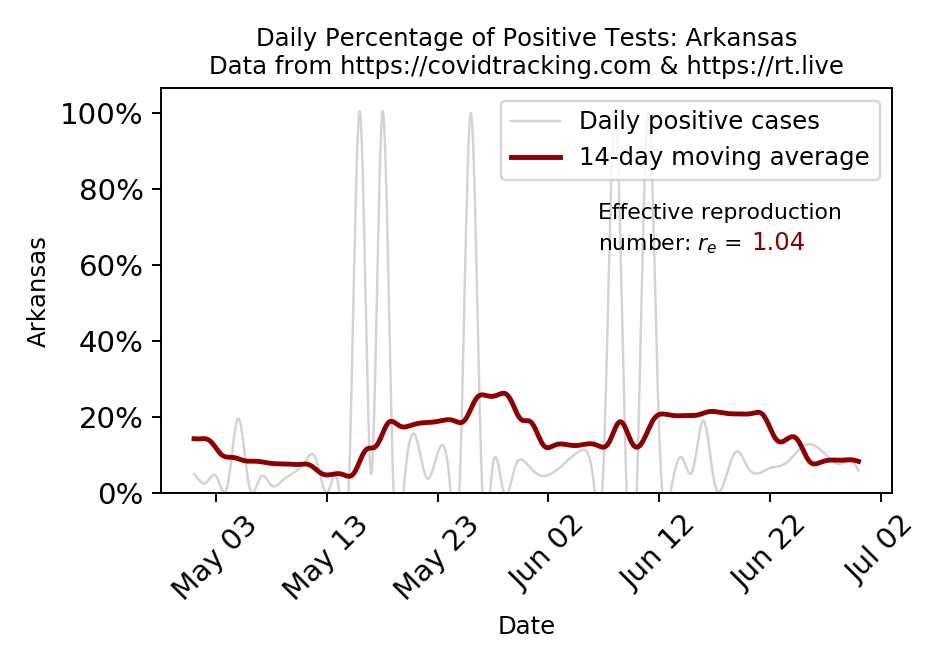 Daily Percentage of Positive Tests: Arkansas
Data from https://covidtracking.com & https://rt.live
100%
80%
60%
40%
20%
0%
Arkansas
Daily positive cases
14-day moving average
Effective reproduction
number: rₑ = 1.04
May 03
May 13
May 23
Jun 02
Jun 12
Jun 22
Jul 02
Date